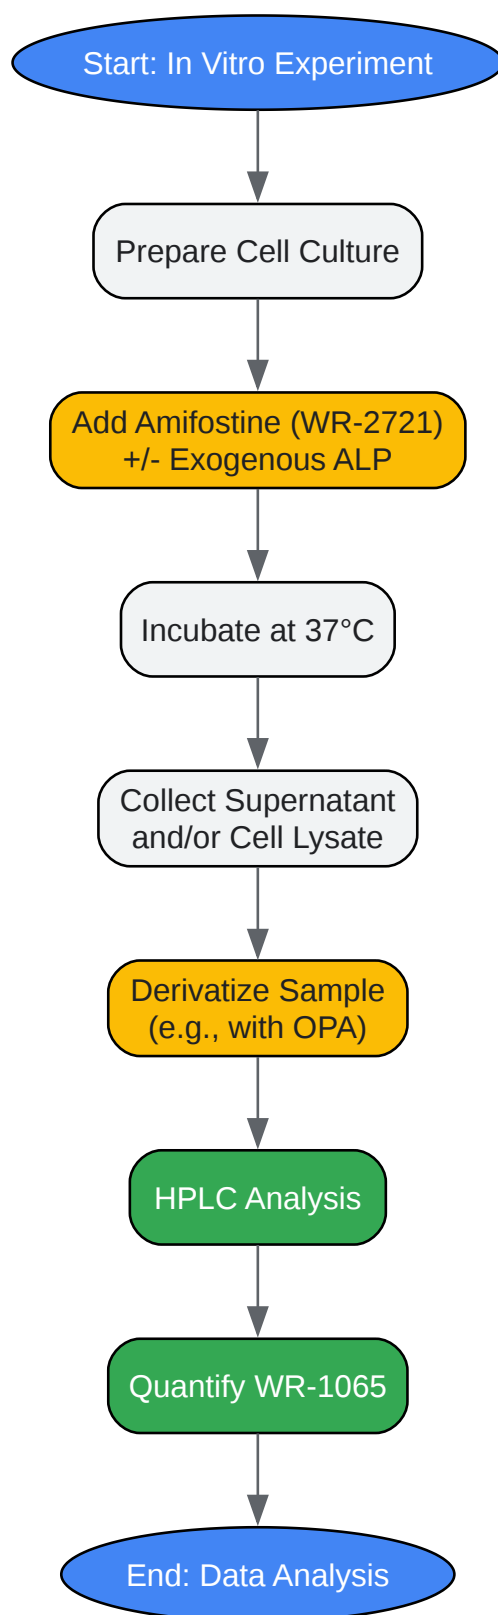 Start: In Vitro Experiment
Prepare Cell Culture
Add Amifostine (WR-2721)
+/- Exogenous ALP
Incubate at 37°C
Collect Supernatant
and/or Cell Lysate
Derivatize Sample
(e.g., with OPA)
HPLC Analysis
Quantify WR-1065
End: Data Analysis